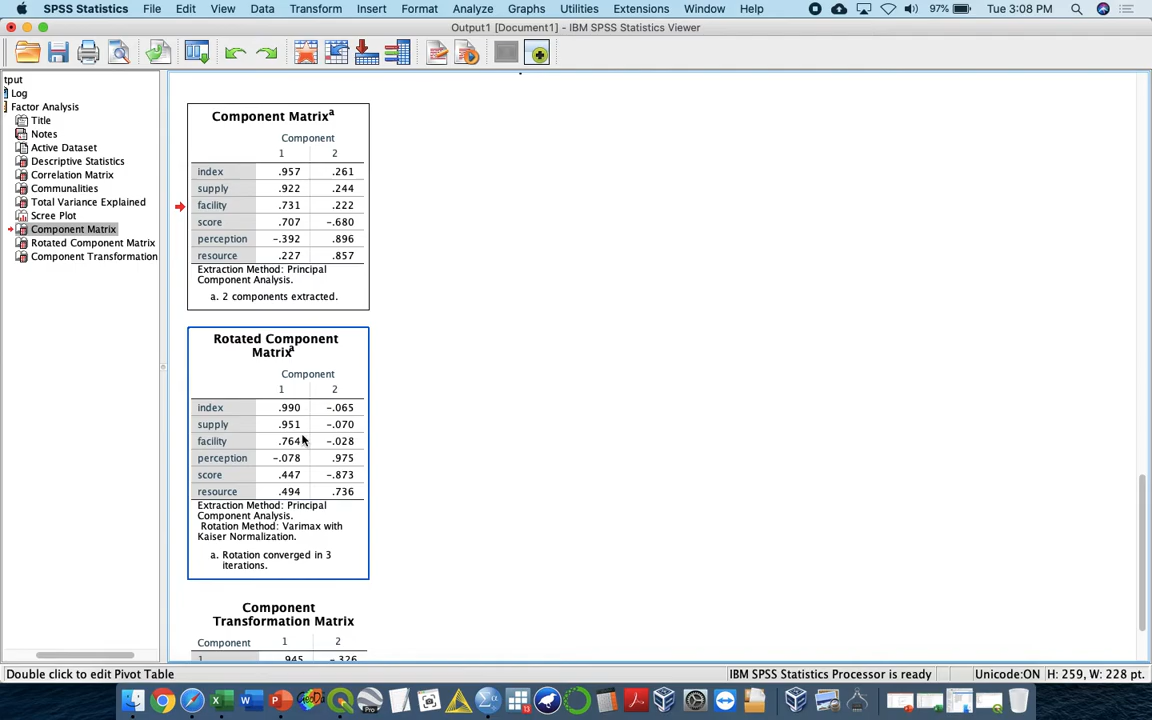 SPSS Statistics File Edit View Data Transform Insert Format Analyze Graphs Utilities Extensions Window Help 97% Tue 3:08 PM
Output1 [Document1] - IBM SPSS Statistics Viewer
tput
Log
Factor Analysis
Title
Notes
Active Dataset
Descriptive Statistics
Correlation Matrix
Communalities
Total Variance Explained
Scree Plot
Component Matrix
Rotated Component Matrix
Component Transformation
Component Matrixa
Component
1 2
index .957 .261
supply .922 .244
facility .731 .222
score .707 -.680
perception -.392 .896
resource .227 .857
Extraction Method: Principal
Component Analysis.
a. 2 components extracted.
Rotated Component
Matrixa
Component
1 2
index .990 -.065
supply .951 -.070
facility .764 -.028
perception -.078 .975
score .447 -.873
resource .494 .736
Extraction Method: Principal
Component Analysis.
Rotation Method: Varimax with
Kaiser Normalization.
a. Rotation converged in 3
iterations.
Component
Transformation Matrix
Component 1 2
1 .945 -.326
Double click to edit Pivot Table
IBM SPSS Statistics Processor is ready Unicode:ON H: 259, W: 228 pt.